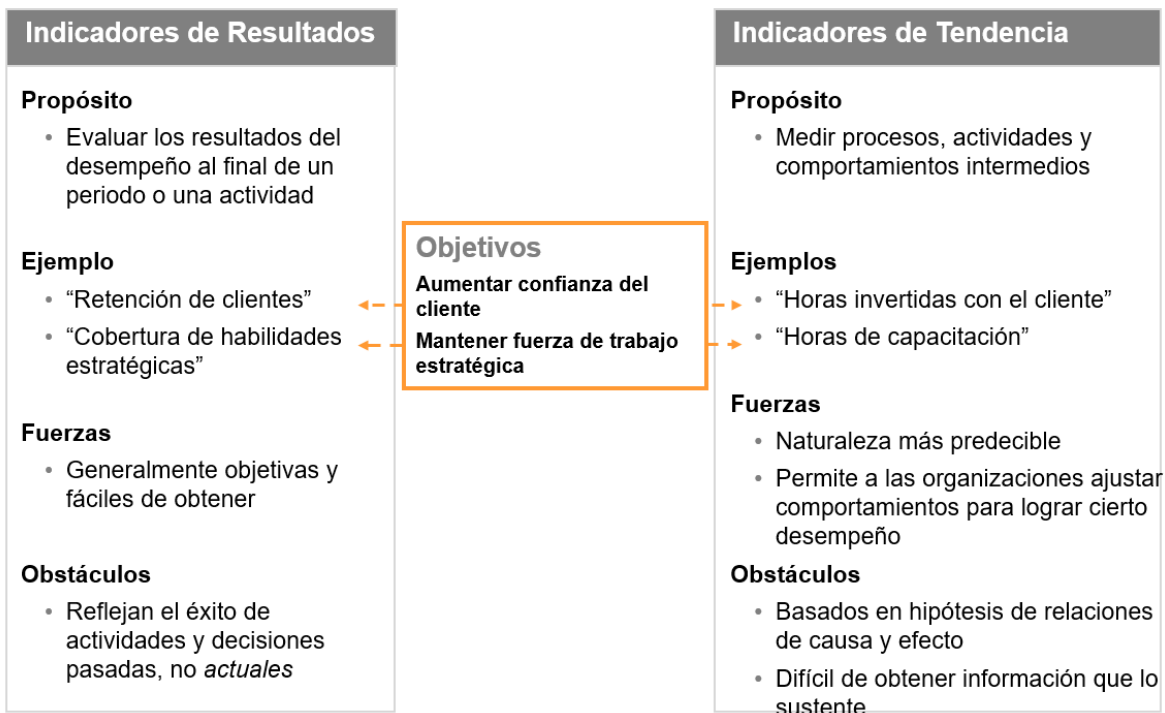 Indicadores de Resultados
Propósito
• Evaluar los resultados del
desempeño al final de un
periodo o una actividad
Ejemplo
• “Retención de clientes”
• “Cobertura de habilidades
estratégicas”
Fuerzas
• Generalmente objetivas y
fáciles de obtener
Obstáculos
• Reflejan el éxito de
actividades y decisiones
pasadas, no actuales
Objetivos
Aumentar confianza del
cliente
Mantener fuerza de trabajo
estratégica
Indicadores de Tendencia
Propósito
• Medir procesos, actividades y
comportamientos intermedios
Ejemplos
• “Horas invertidas con el cliente”
• “Horas de capacitación”
Fuerzas
• Naturaleza más predecible
• Permite a las organizaciones ajustar
comportamientos para lograr cierto
desempeño
Obstáculos
• Basados en hipótesis de relaciones
de causa y efecto
• Difícil de obtener información que lo
sustente